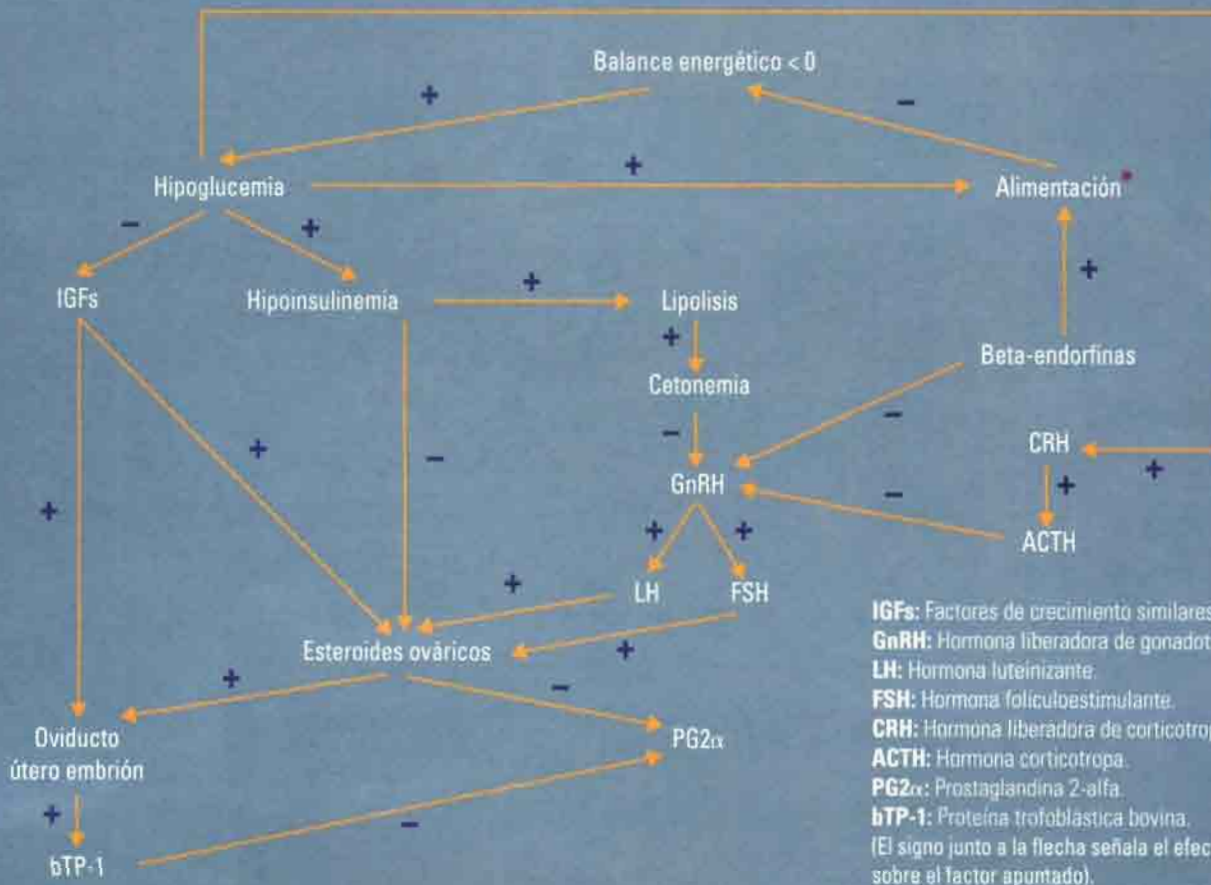 Balance energético < 0
+
−
Hipoglucemia
+
Alimentación*
−
+
IGFs
Hipoinsulinemia
+
Lipolisis
+
+
Beta-endorfinas
Cetonemia
−
−
CRH
+
+
−
GnRH
−
+
+
+
+
ACTH
+
LH
FSH
IGFs: Factores de crecimiento similares
Esteroides ováricos
+
GnRH: Hormona liberadora de
+
−
LH: Hormona luteinizante.
FSH: Hormona foliculoestimulante.
Oviducto
PG2α
CRH: Hormona liberadora de
útero embrión
ACTH: Hormona corticotropa.
+
−
PG2α: Prostaglandina 2-alfa.
bTP-1
bTP-1: Proteína trofoblástica bovina.
(El signo junto a la flecha señala el
sobre el factor apuntado).